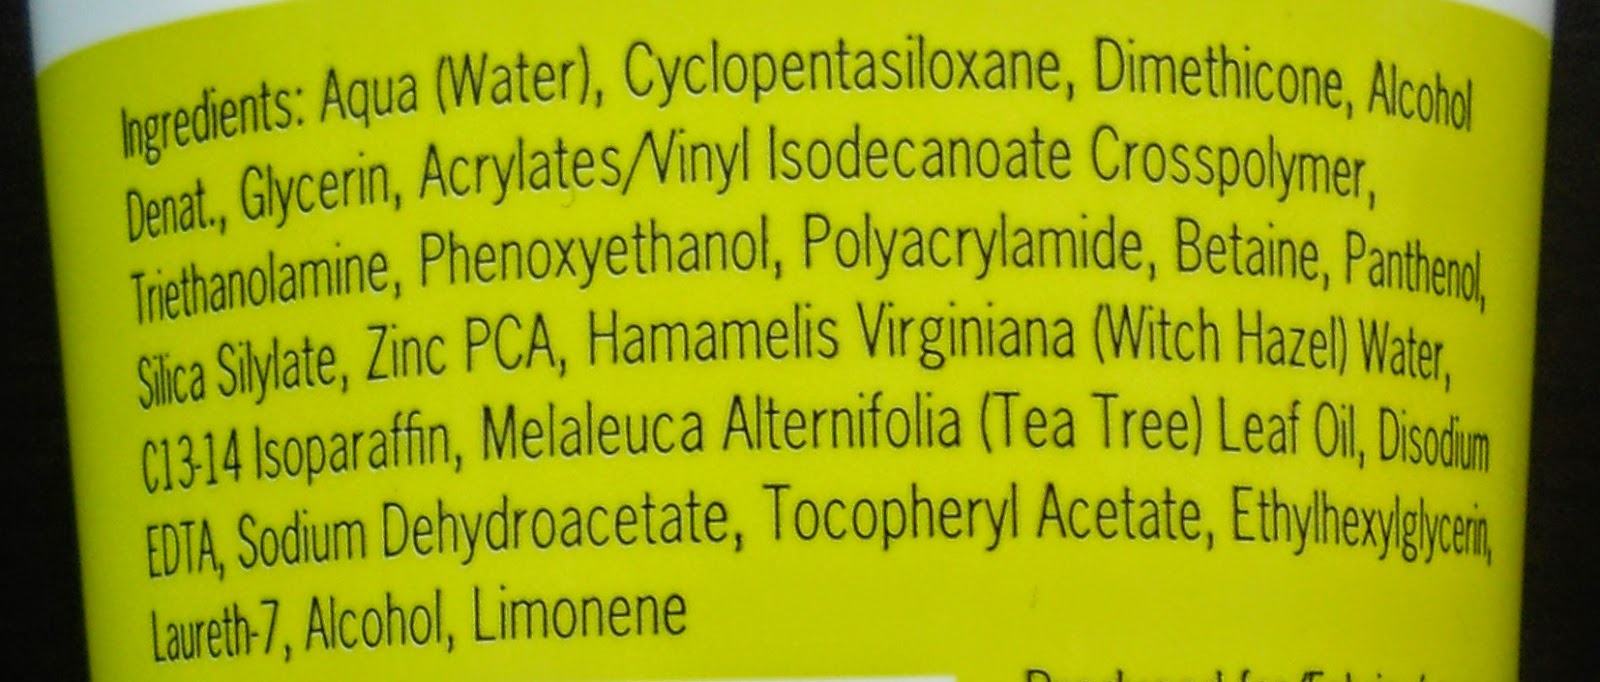 Ingredients: Aqua (Water), Cyclopentasiloxane, Dimethicone, Alcohol
Denat., Glycerin, Acrylates/Vinyl Isodecanoate Crosspolymer,
Triethanolamine, Phenoxyethanol, Polyacrylamide, Betaine, Panthenol,
Silica Silylate, Zinc PCA, Hamamelis Virginiana (Witch Hazel) Water,
C13-14 Isoparaffin, Melaleuca Alternifolia (Tea Tree) Leaf Oil, Disodium
EDTA, Sodium Dehydroacetate, Tocopheryl Acetate, Ethylhexylglycerin,
Laureth-7, Alcohol, Limonene